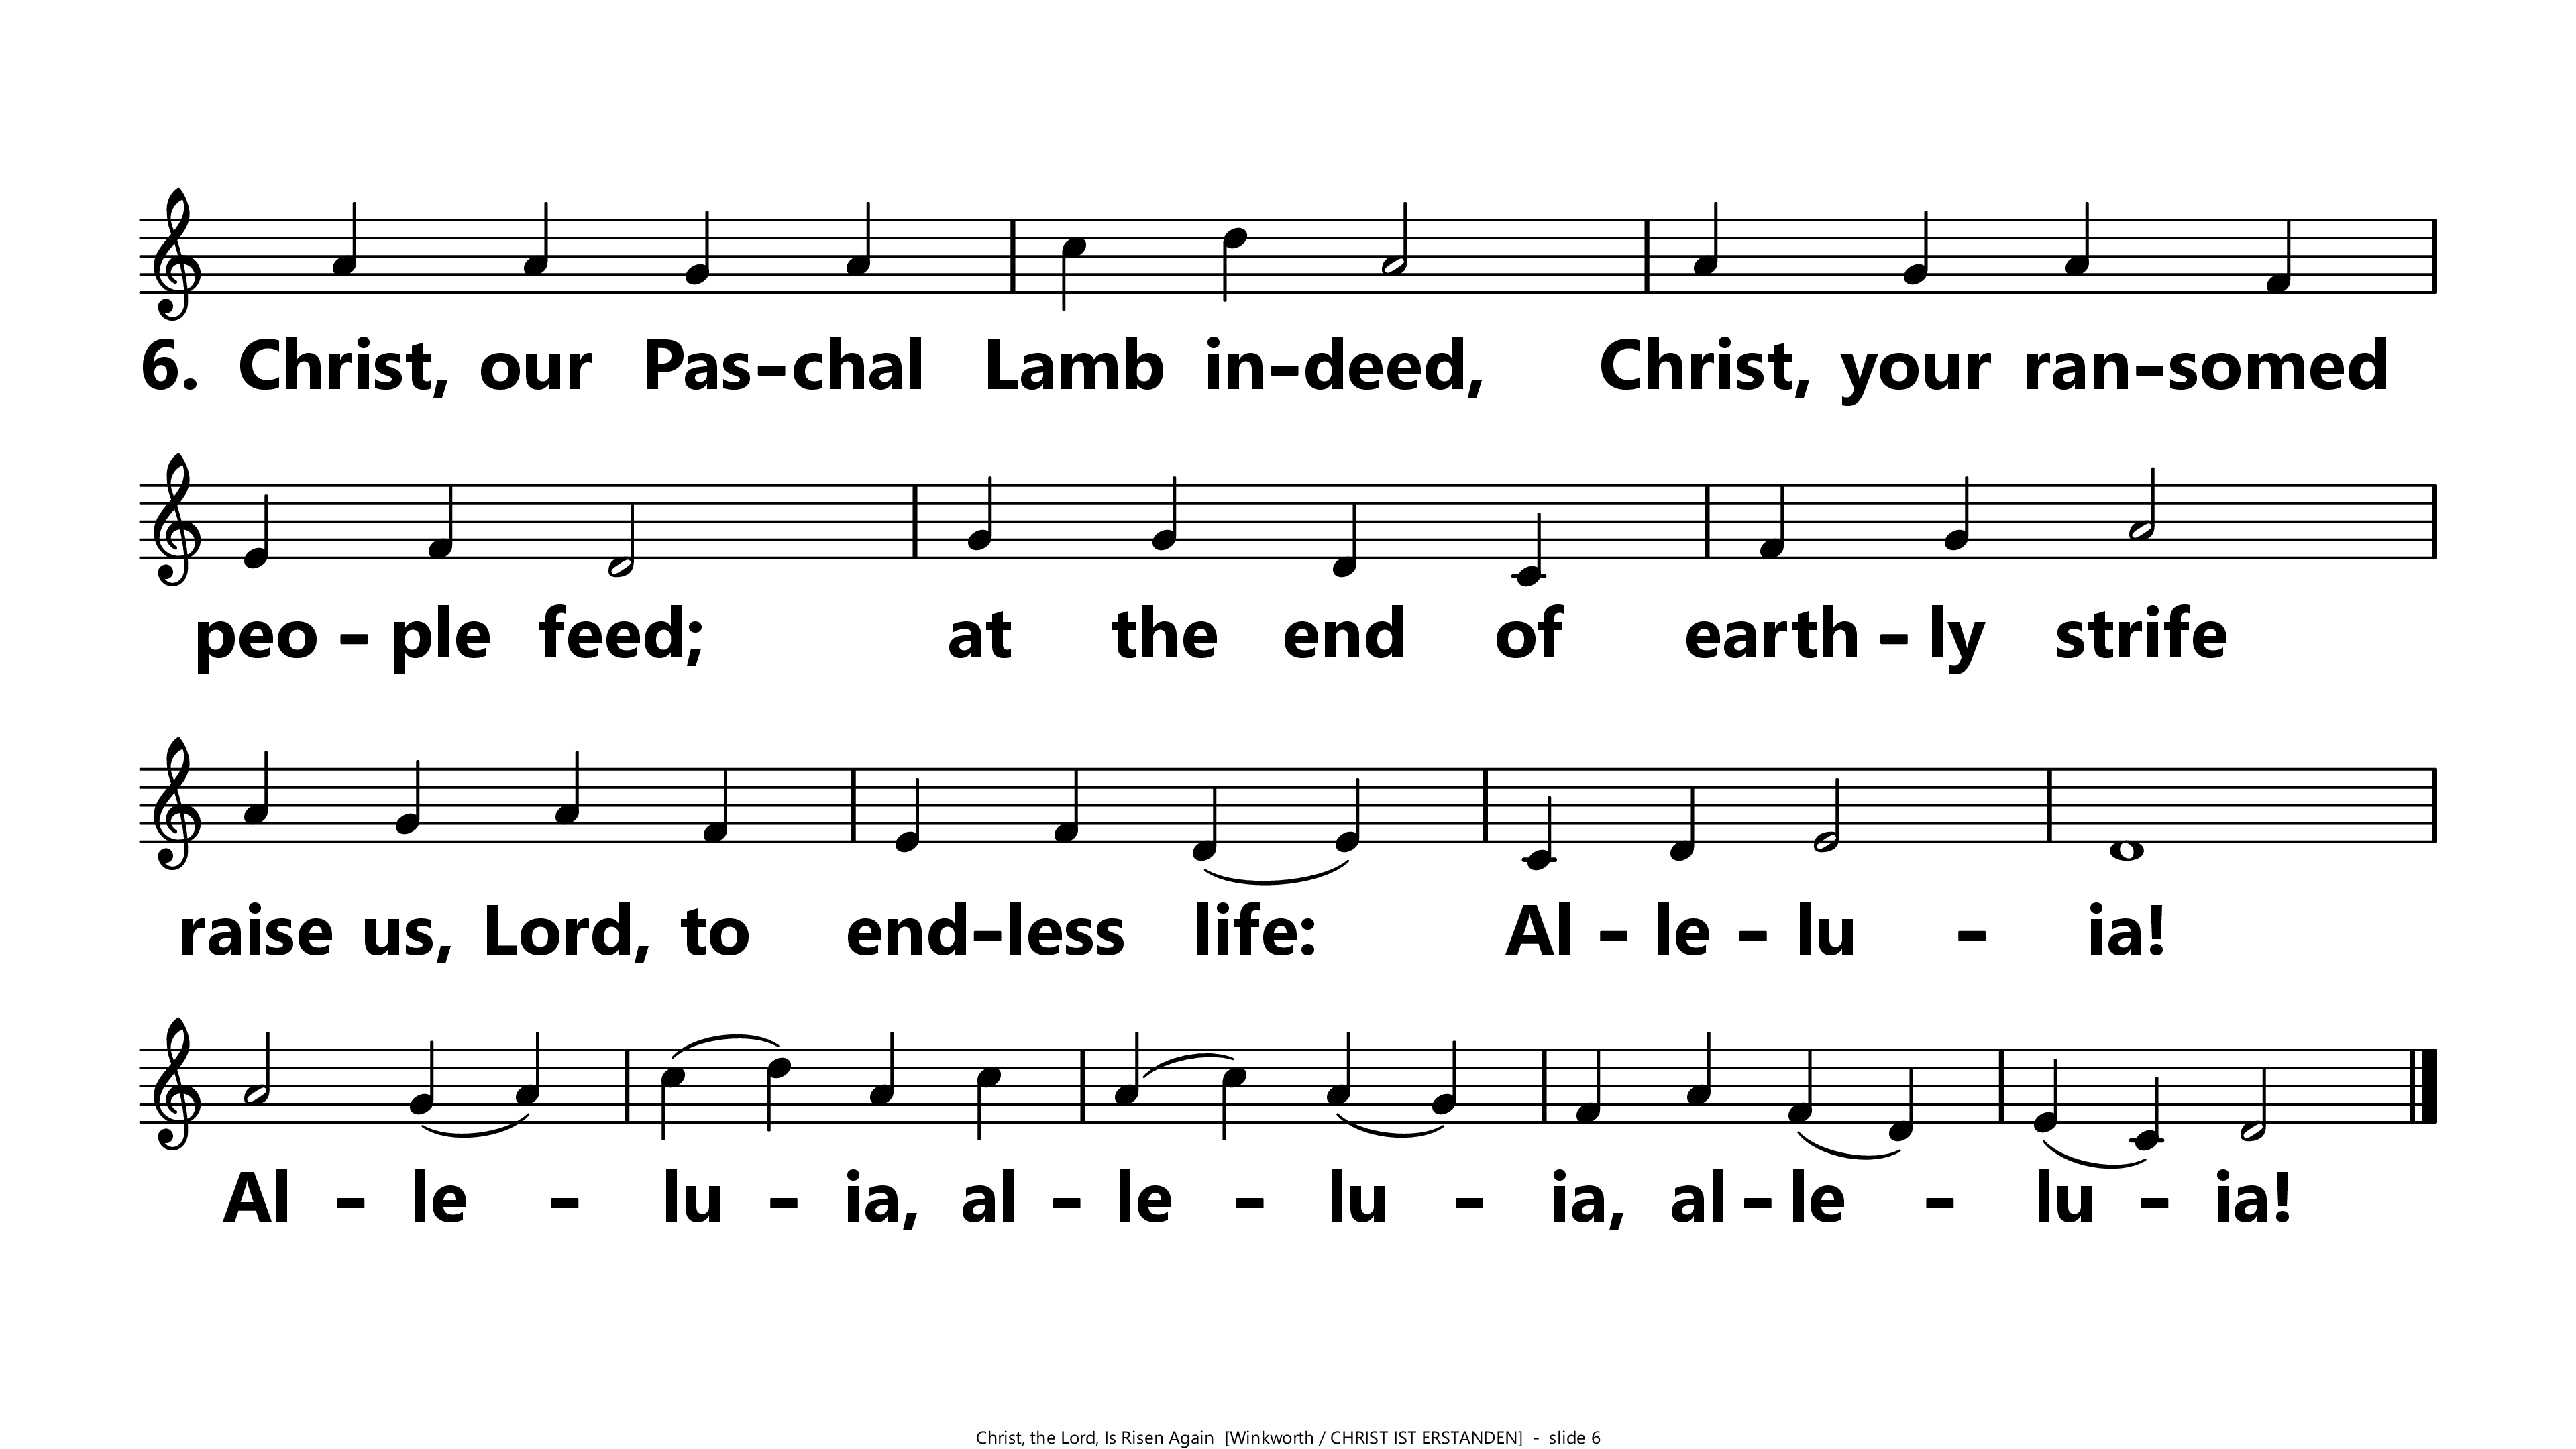 6. Christ, our Pas-chal Lamb in-deed, Christ, your ran-somed
peo - ple feed; at the end of earth - ly strife
raise us, Lord, to end-less life: Al - le - lu - ia!
Al - le - lu - ia, al - le - lu - ia, al - le - lu - ia!
Christ, the Lord, Is Risen Again [Winkworth / CHRIST IST ERSTANDEN] - slide 6